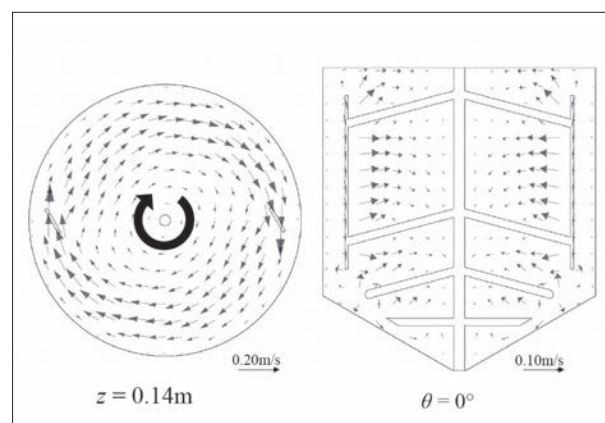 0.20m/s
0.10m/s
z = 0.14m
θ = 0°